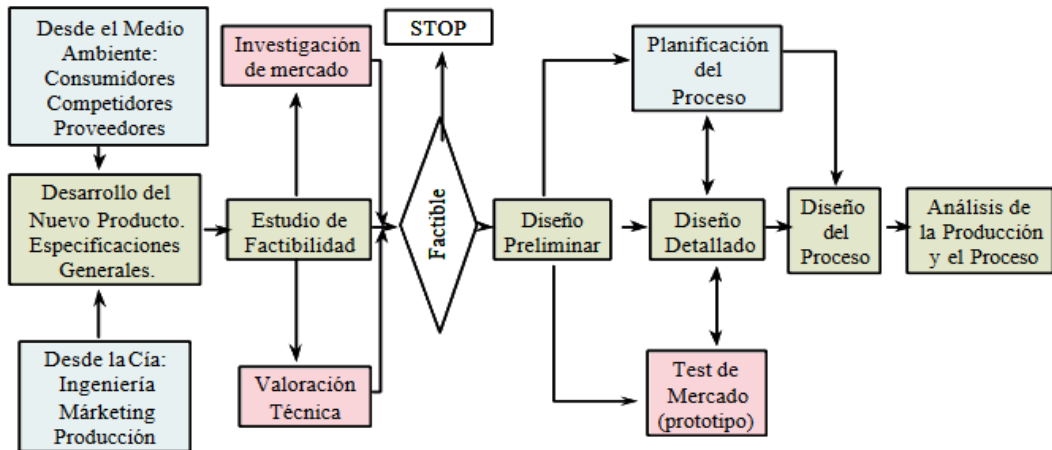 Desde el Medio
Ambiente:
Consumidores
Competidores
Proveedores
Desarrollo del
Nuevo Producto.
Especificaciones
Generales.
Desde la Cía:
Ingeniería
Márketing
Producción
Investigación
de mercado
Estudio de
Factibilidad
Valoración
Técnica
STOP
Factible
Diseño
Preliminar
Planificación
del
Proceso
Diseño
Detallado
Test de
Mercado
(prototipo)
Diseño
del
Proceso
Análisis de
la Producción
y el Proceso